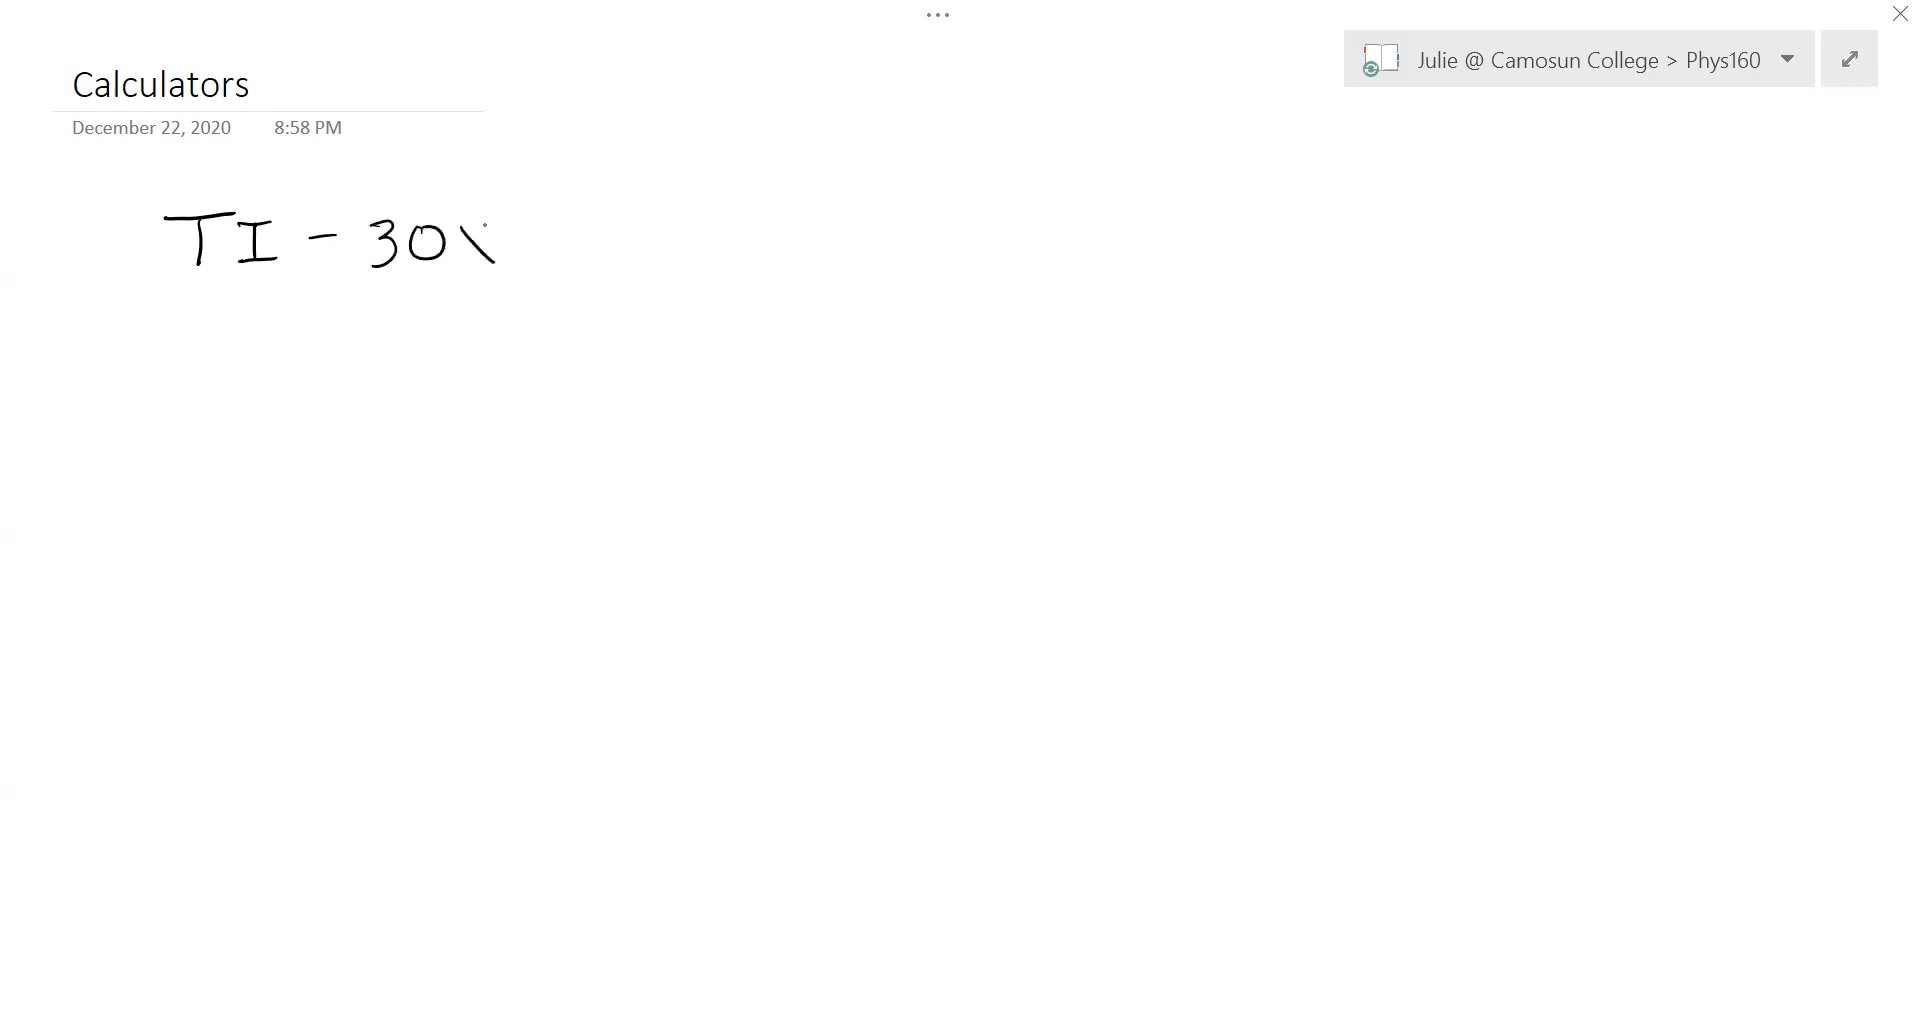 Julie @ Camosun College > Phys160
Calculators
December 22, 2020 8:58 PM
TI - 30\